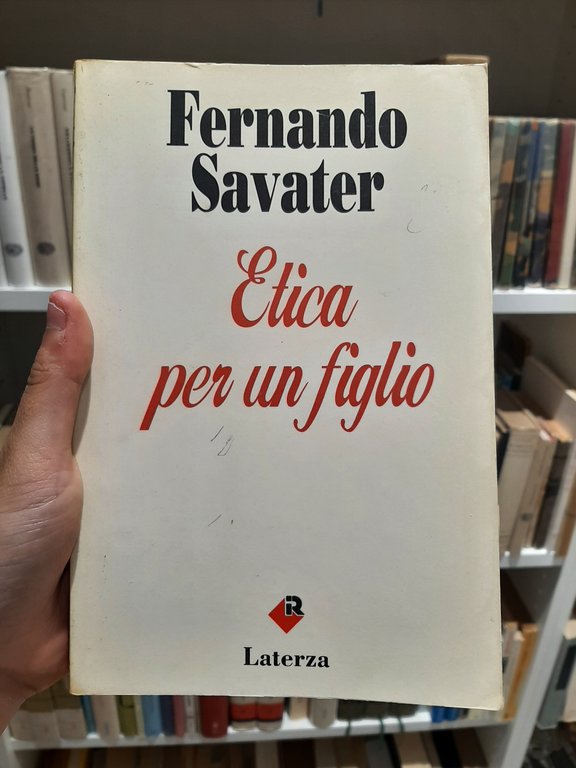 Fernando
Savater
Etica
per un figlio
Laterza